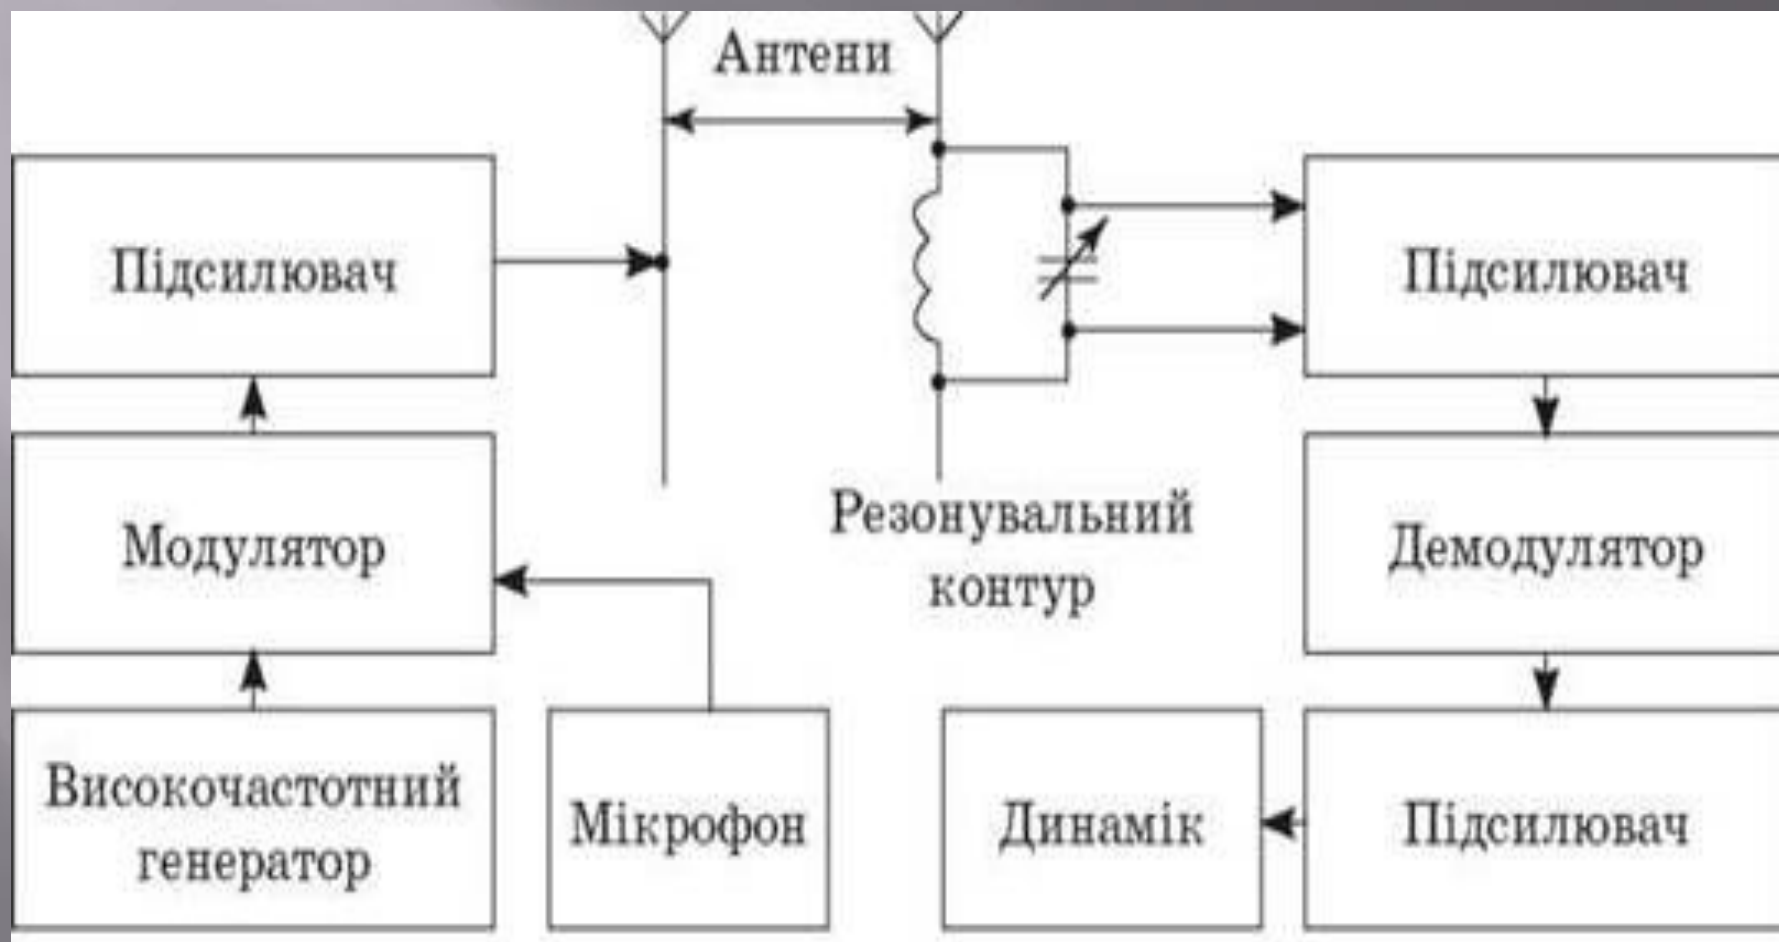 Антени
Підсилювач
Підсилювач
Модулятор
Резонувальний
контур
Демодулятор
Високочастотний
генератор
Мікрофон
Динамік
Підсилювач